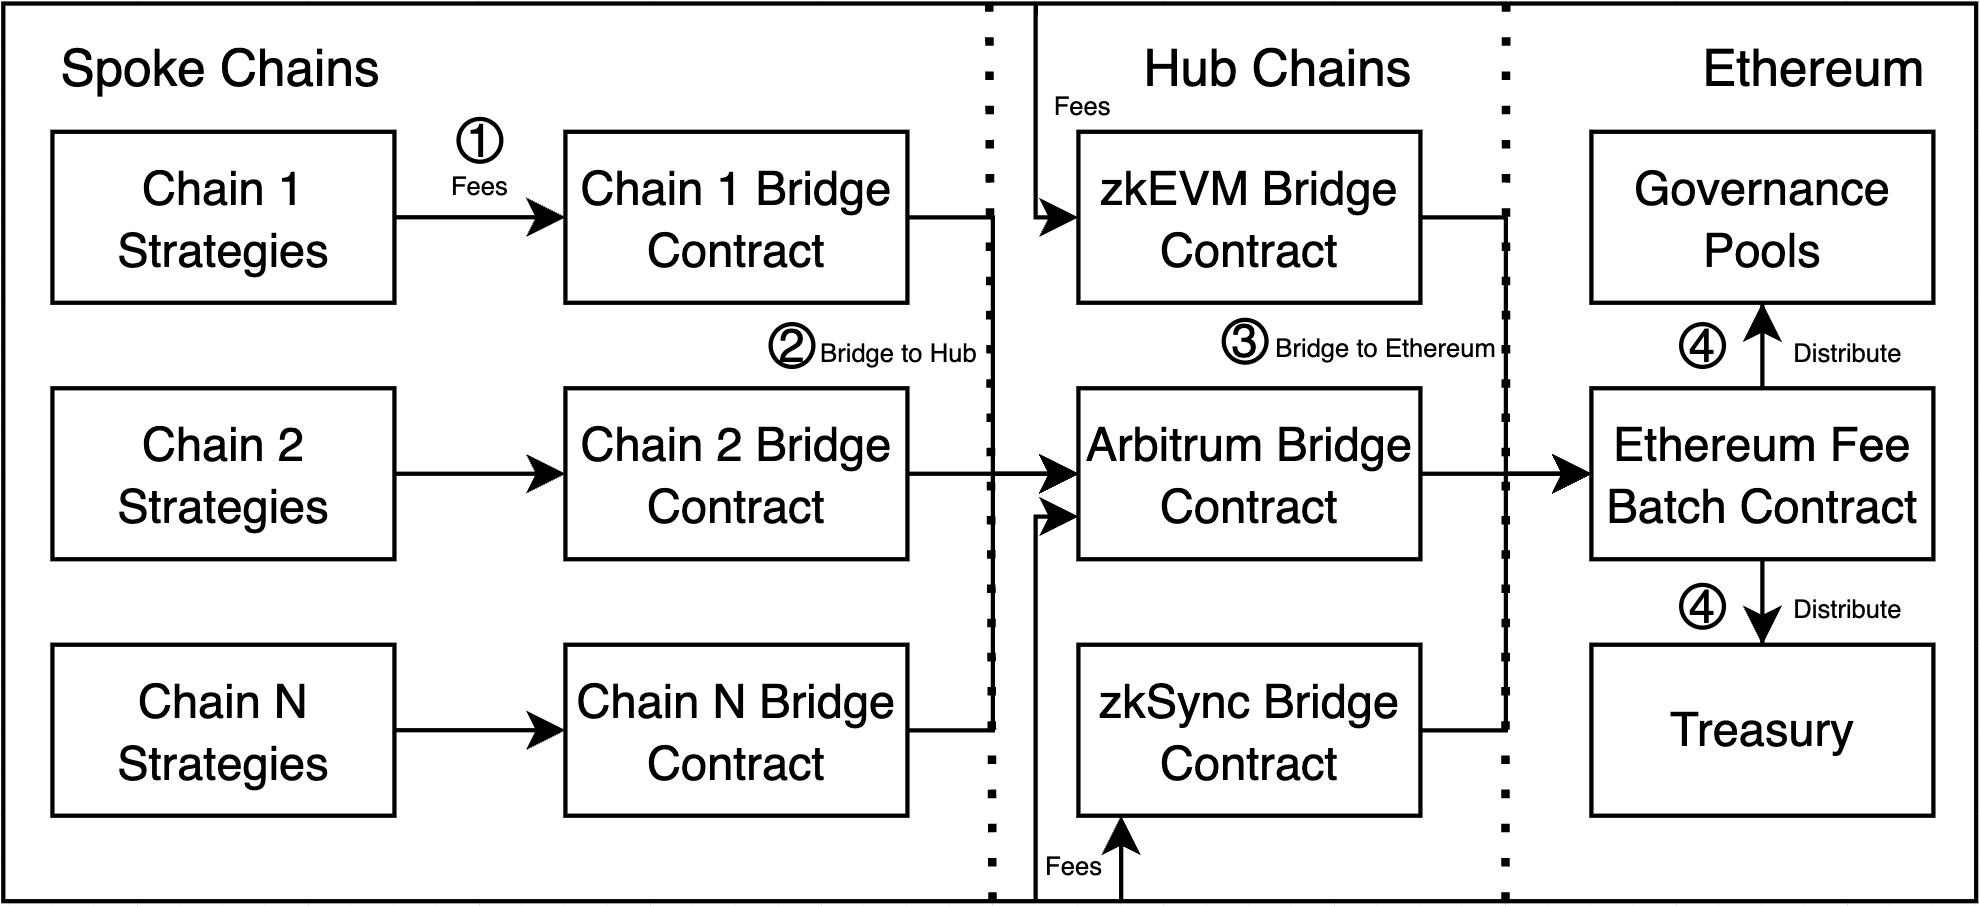 Spoke Chains
Hub Chains
Ethereum
Fees
①
Fees
Chain 1
Strategies
Chain 1 Bridge
Contract
zkEVM Bridge
Contract
Governance
Pools
② Bridge to Hub
③ Bridge to Ethereum
④ Distribute
Chain 2
Strategies
Chain 2 Bridge
Contract
Arbitrum Bridge
Contract
Ethereum Fee
Batch Contract
④ Distribute
Chain N
Strategies
Chain N Bridge
Contract
zkSync Bridge
Contract
Treasury
Fees